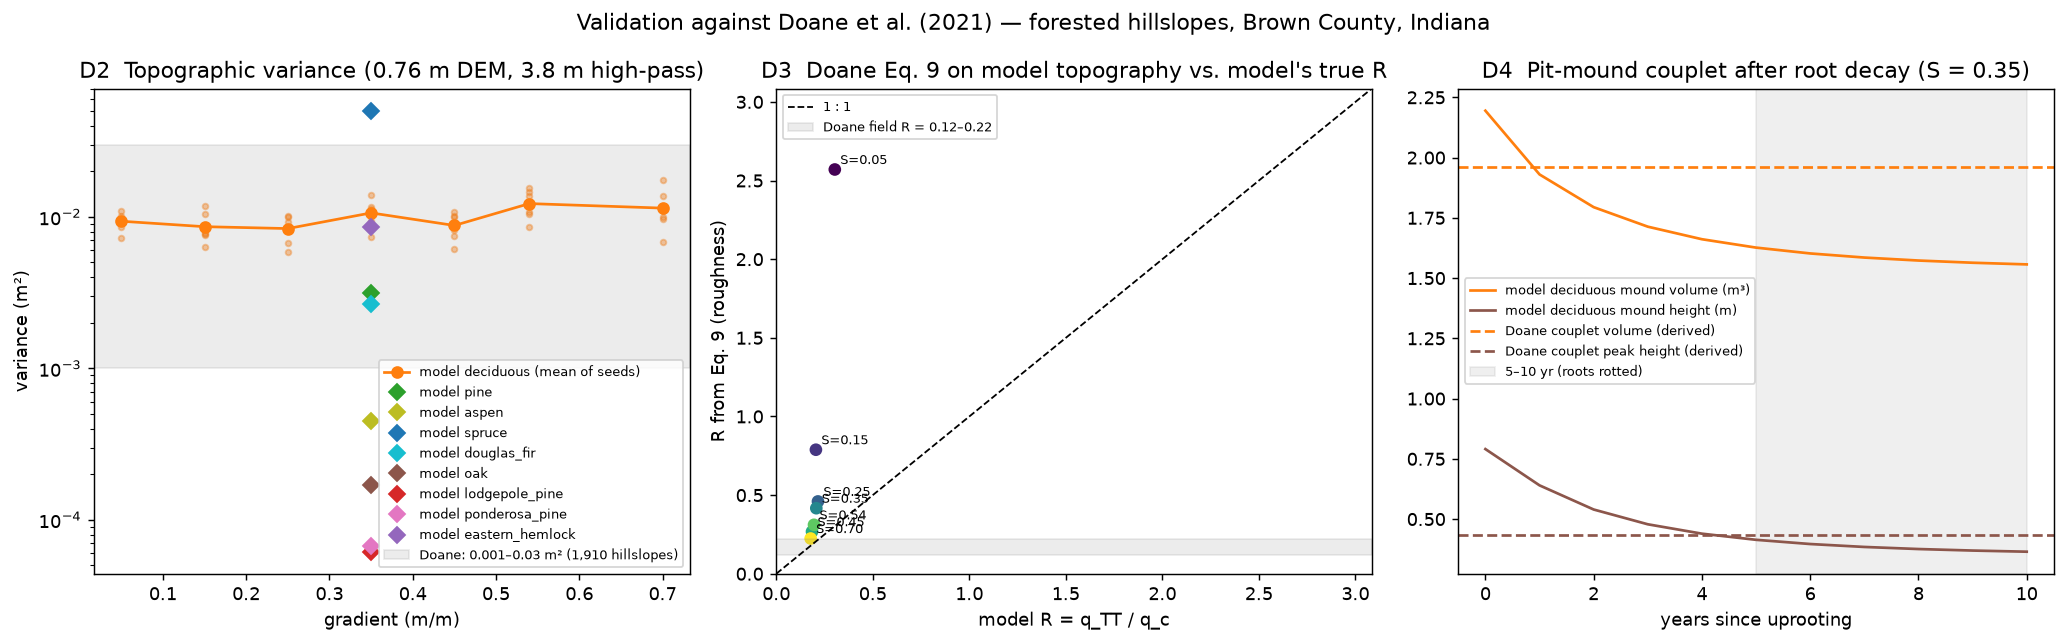 Validation against Doane et al. (2021) — forested hillslopes, Brown County, Indiana
D2  Topographic variance (0.76 m DEM, 3.8 m high-pass)
variance (m²)
10⁻²
10⁻³
10⁻⁴
model deciduous (mean of seeds)
model pine
model aspen
model spruce
model douglas_fir
model oak
model lodgepole_pine
model ponderosa_pine
model eastern_hemlock
Doane: 0.001–0.03 m² (1,910 hillslopes)
0.1 0.2 0.3 0.4 0.5 0.6 0.7
gradient (m/m)
D3  Doane Eq. 9 on model topography vs. model's true R
R from Eq. 9 (roughness)
3.0
2.5
2.0
1.5
1.0
0.5
0.0
1 : 1
Doane field R = 0.12–0.22
S=0.05
S=0.15
S=0.25
S=0.35
S=0.54
S=0.45
S=0.70
0.0 0.5 1.0 1.5 2.0 2.5 3.0
model R = q_TT / q_c
D4  Pit-mound couplet after root decay (S = 0.35)
2.25
2.00
1.75
1.50
1.25
1.00
0.75
0.50
model deciduous mound volume (m³)
model deciduous mound height (m)
Doane couplet volume (derived)
Doane couplet peak height (derived)
5–10 yr (roots rotted)
0 2 4 6 8 10
years since uprooting